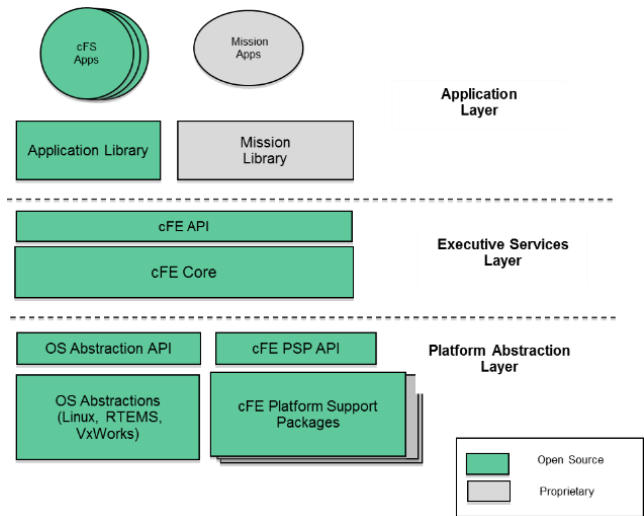 cFS
Apps
Mission
Apps
Application
Layer
Application Library
Mission
Library
cFE API
Executive Services
Layer
cFE Core
OS Abstraction API
cFE PSP API
Platform Abstraction
Layer
OS Abstractions
(Linux, RTEMS,
VxWorks)
cFE Platform Support
Packages
Open Source
Proprietary